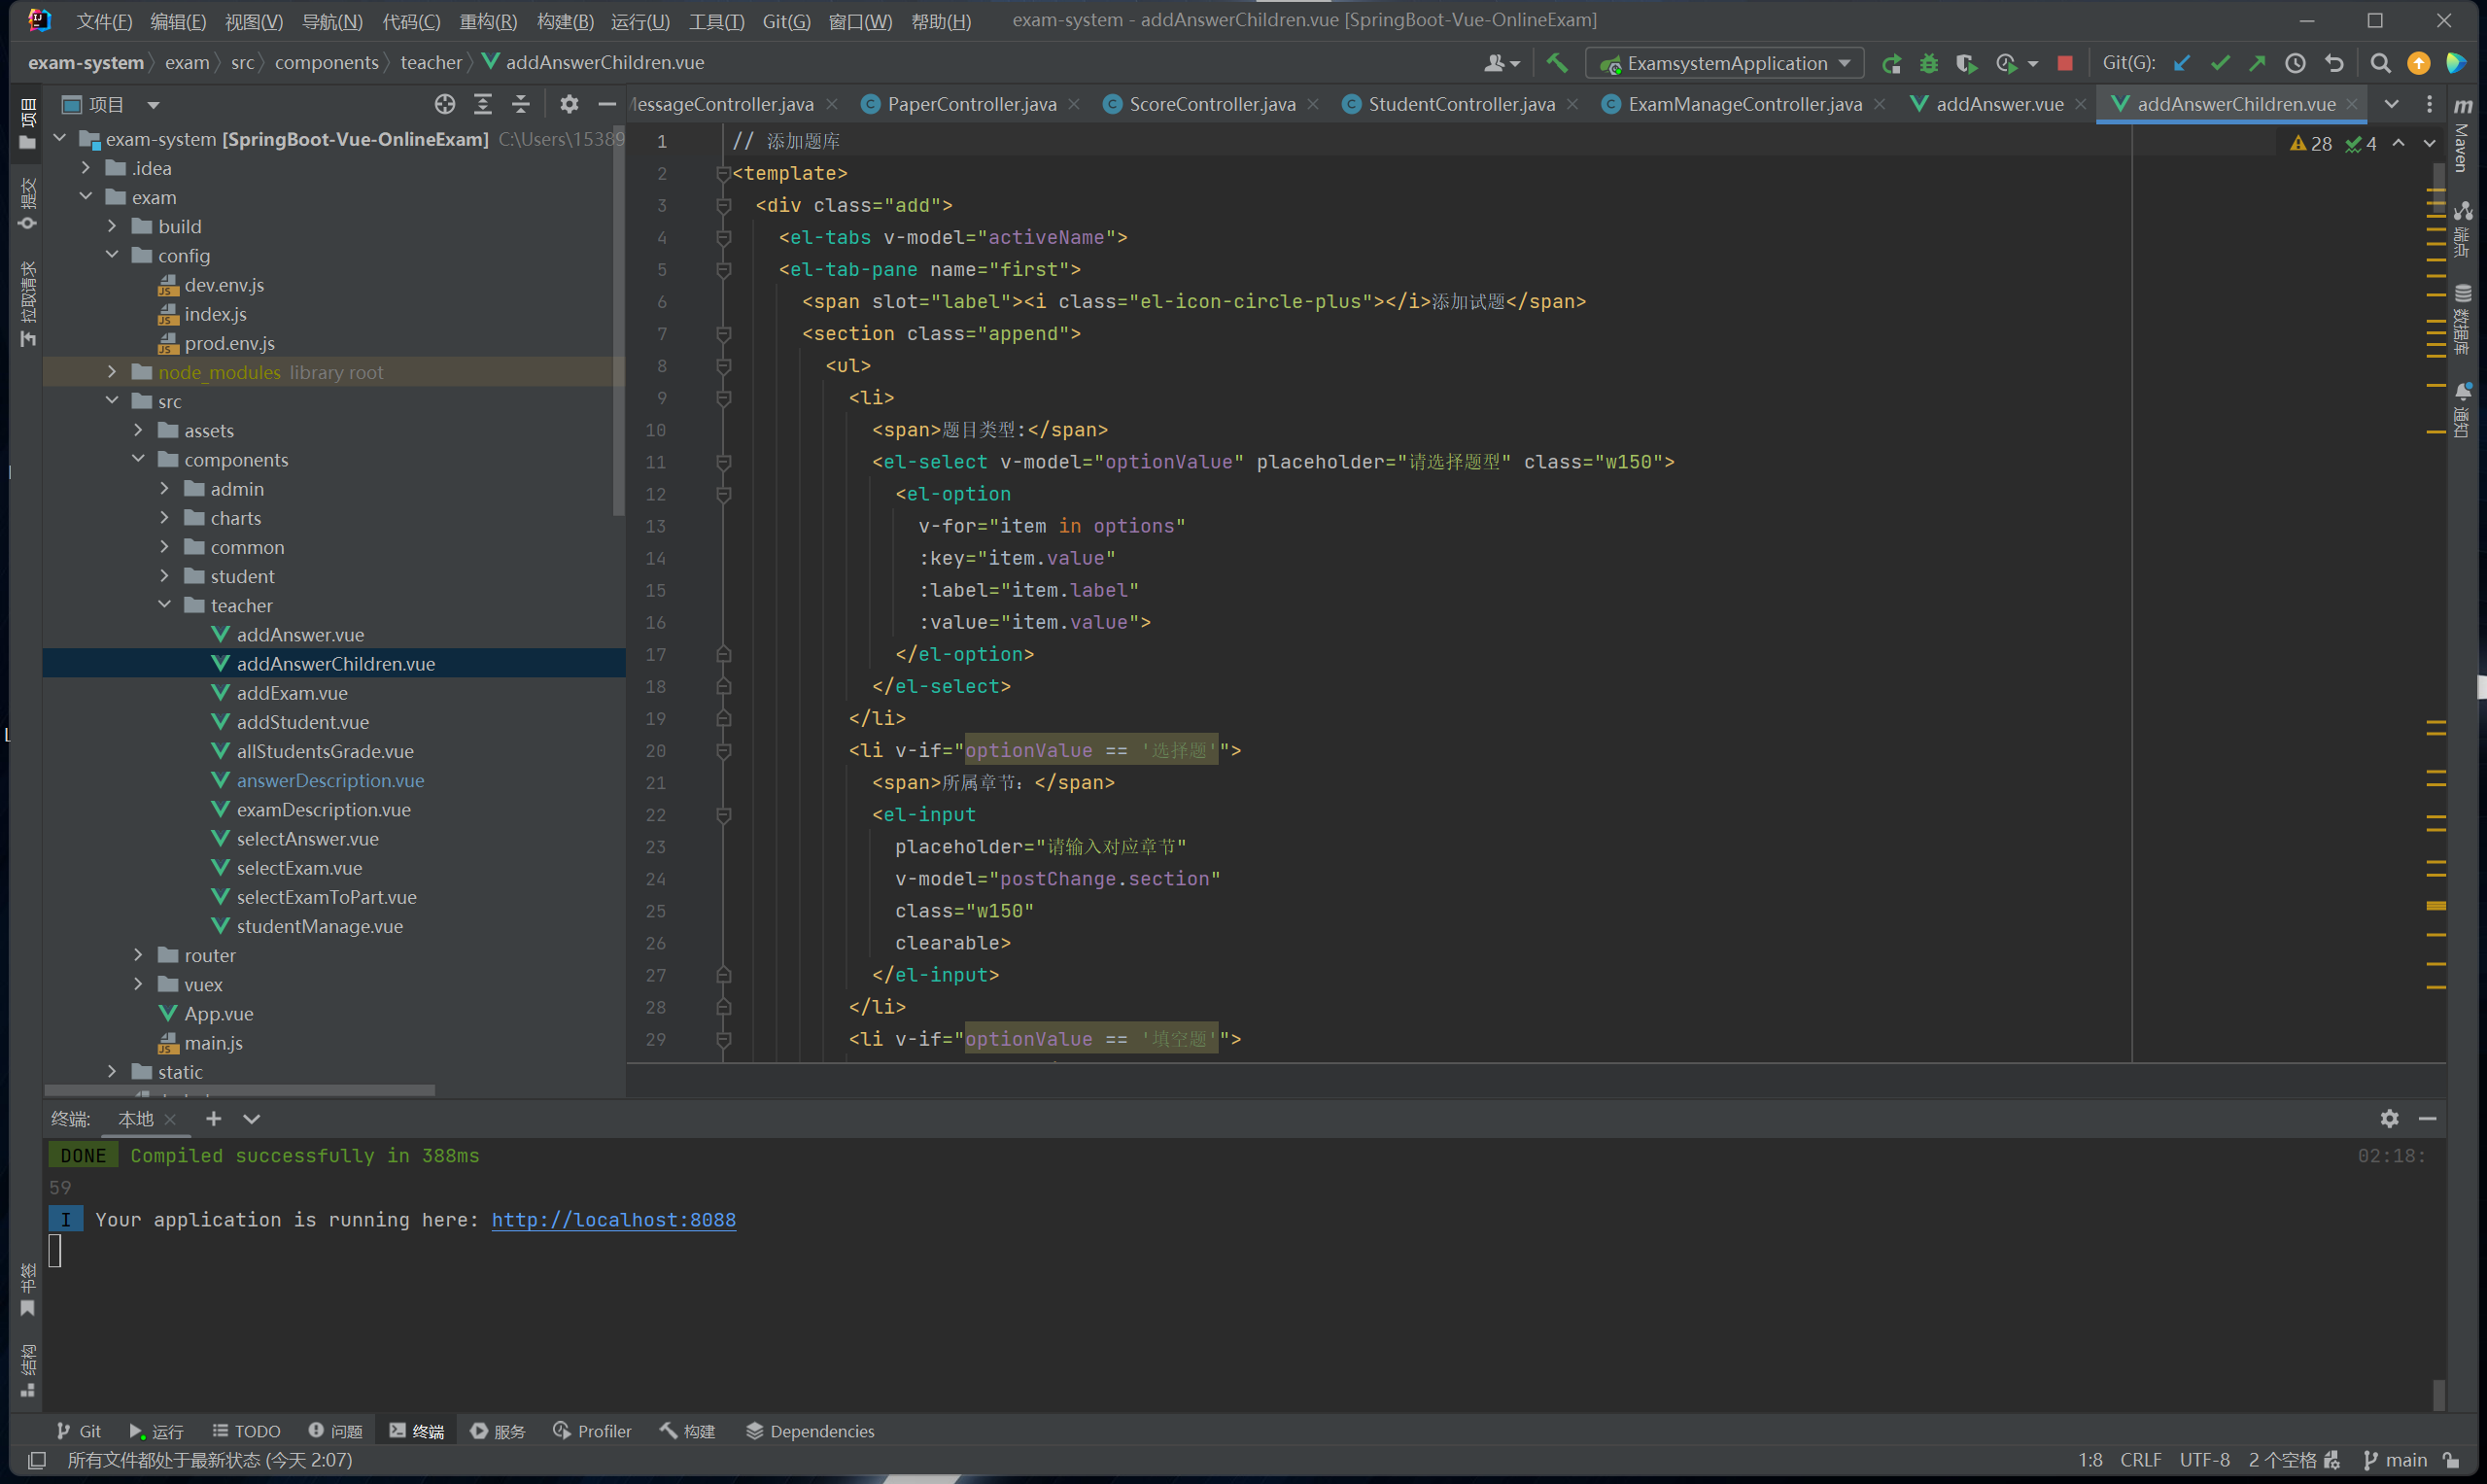 文件(F) 编辑(E) 视图(V) 导航(N) 代码(C) 重构(R) 构建(B) 运行(U) 工具(T) Git(G) 窗口(W) 帮助(H) exam-system - addAnswerChildren.vue [SpringBoot-Vue-OnlineExam]
exam-system exam src components teacher addAnswerChildren.vue ExamsystemApplication Git(G):
项目 essageController.java PaperController.java ScoreController.java StudentController.java ExamManageController.java addAnswer.vue addAnswerChildren.vue
项目
提交
拉取请求
书签
结构
exam-system [SpringBoot-Vue-OnlineExam] C:\Users\15389
.idea
exam
build
config
dev.env.js
index.js
prod.env.js
node_modules library root
src
assets
components
admin
charts
common
student
teacher
addAnswer.vue
addAnswerChildren.vue
addExam.vue
addStudent.vue
allStudentsGrade.vue
answerDescription.vue
examDescription.vue
selectAnswer.vue
selectExam.vue
selectExamToPart.vue
studentManage.vue
router
vuex
App.vue
main.js
static
28 4
1 // 添加题库
2 <template>
3 <div class="add">
4 <el-tabs v-model="activeName">
5 <el-tab-pane name="first">
6 <span slot="label"><i class="el-icon-circle-plus"></i>添加试题</span>
7 <section class="append">
8 <ul>
9 <li>
10 <span>题目类型:</span>
11 <el-select v-model="optionValue" placeholder="请选择题型" class="w150">
12 <el-option
13 v-for="item in options"
14 :key="item.value"
15 :label="item.label"
16 :value="item.value">
17 </el-option>
18 </el-select>
19 </li>
20 <li v-if="optionValue == '选择题'">
21 <span>所属章节：</span>
22 <el-input
23 placeholder="请输入对应章节"
24 v-model="postChange.section"
25 class="w150"
26 clearable>
27 </el-input>
28 </li>
29 <li v-if="optionValue == '填空题'">
m Maven
端点
数据库
通知
终端: 本地
DONE Compiled successfully in 388ms 02:18:
59
I Your application is running here: http://localhost:8088
Git 运行 TODO 问题 终端 服务 Profiler 构建 Dependencies
所有文件都处于最新状态 (今天 2:07) 1:8 CRLF UTF-8 2 个空格 main